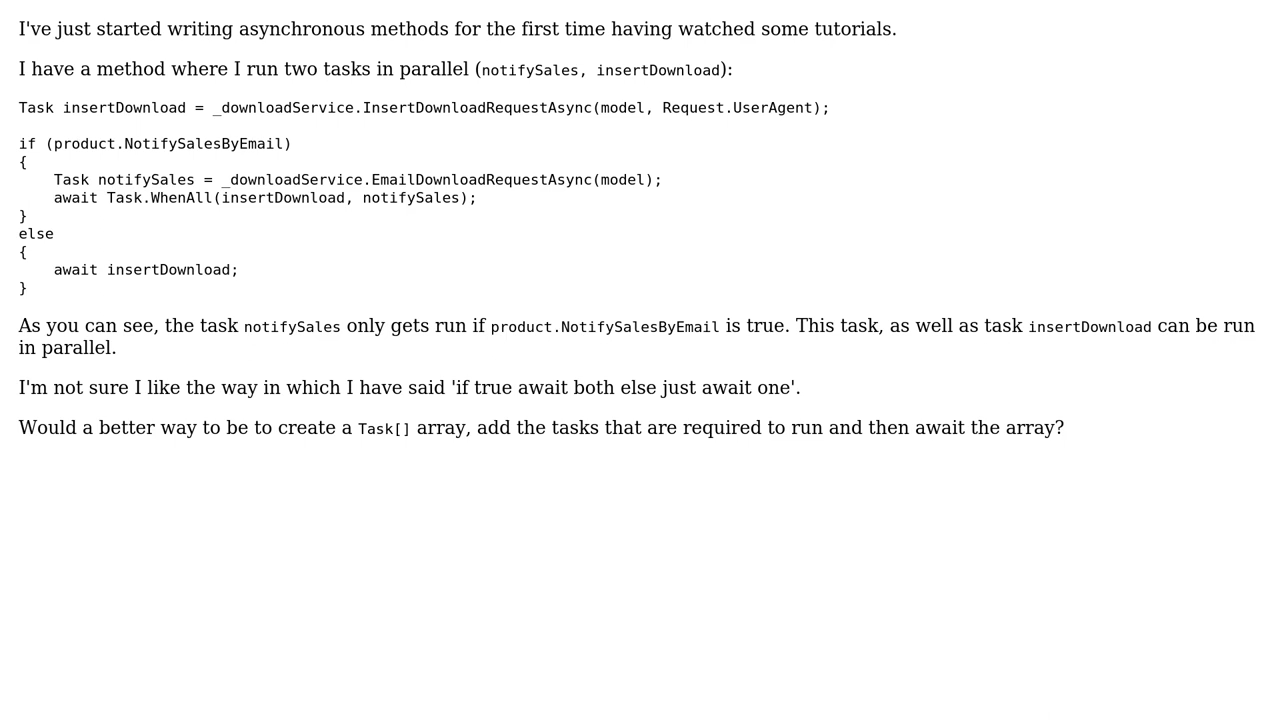 I've just started writing asynchronous methods for the first time having watched some tutorials.
I have a method where I run two tasks in parallel (notifySales, insertDownload):
Task insertDownload = _downloadService.InsertDownloadRequestAsync(model, Request.UserAgent);
if (product.NotifySalesByEmail)
{
    Task notifySales = _downloadService.EmailDownloadRequestAsync(model);
    await Task.WhenAll(insertDownload, notifySales);
}
else
{
    await insertDownload;
}
As you can see, the task notifySales only gets run if product.NotifySalesByEmail is true. This task, as well as task insertDownload can be run
in parallel.
I'm not sure I like the way in which I have said 'if true await both else just await one'.
Would a better way to be to create a Task[] array, add the tasks that are required to run and then await the array?